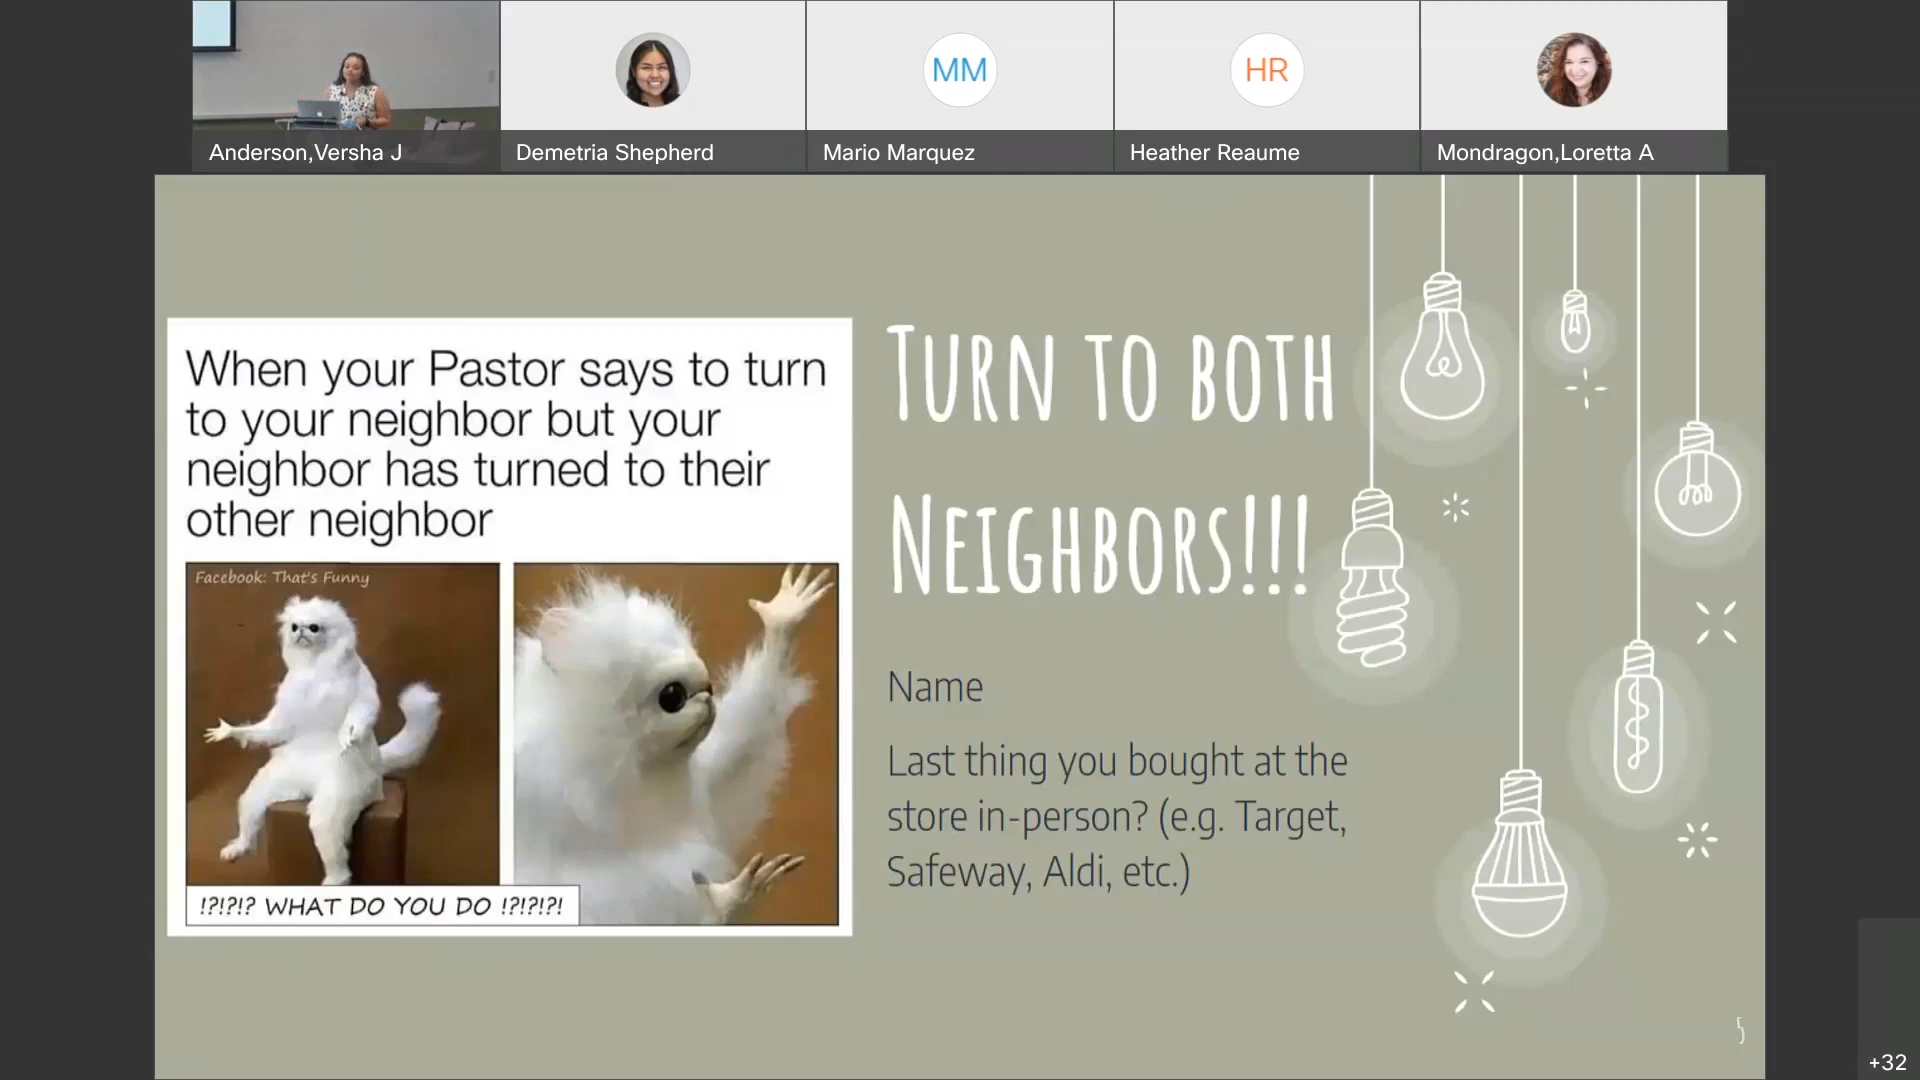 MM
HR
Anderson,Versha J
Demetria Shepherd
Mario Marquez
Heather Reaume
Mondragon,Loretta A
When your Pastor says to turn
to your neighbor but your
neighbor has turned to their
other neighbor
Facebook: That's Funny
!?!?!? WHAT DO YOU DO !?!?!?!
TURN TO BOTH
NEIGHBORS!!!
Name
Last thing you bought at the
store in-person? (e.g. Target,
Safeway, Aldi, etc.)
5
+32